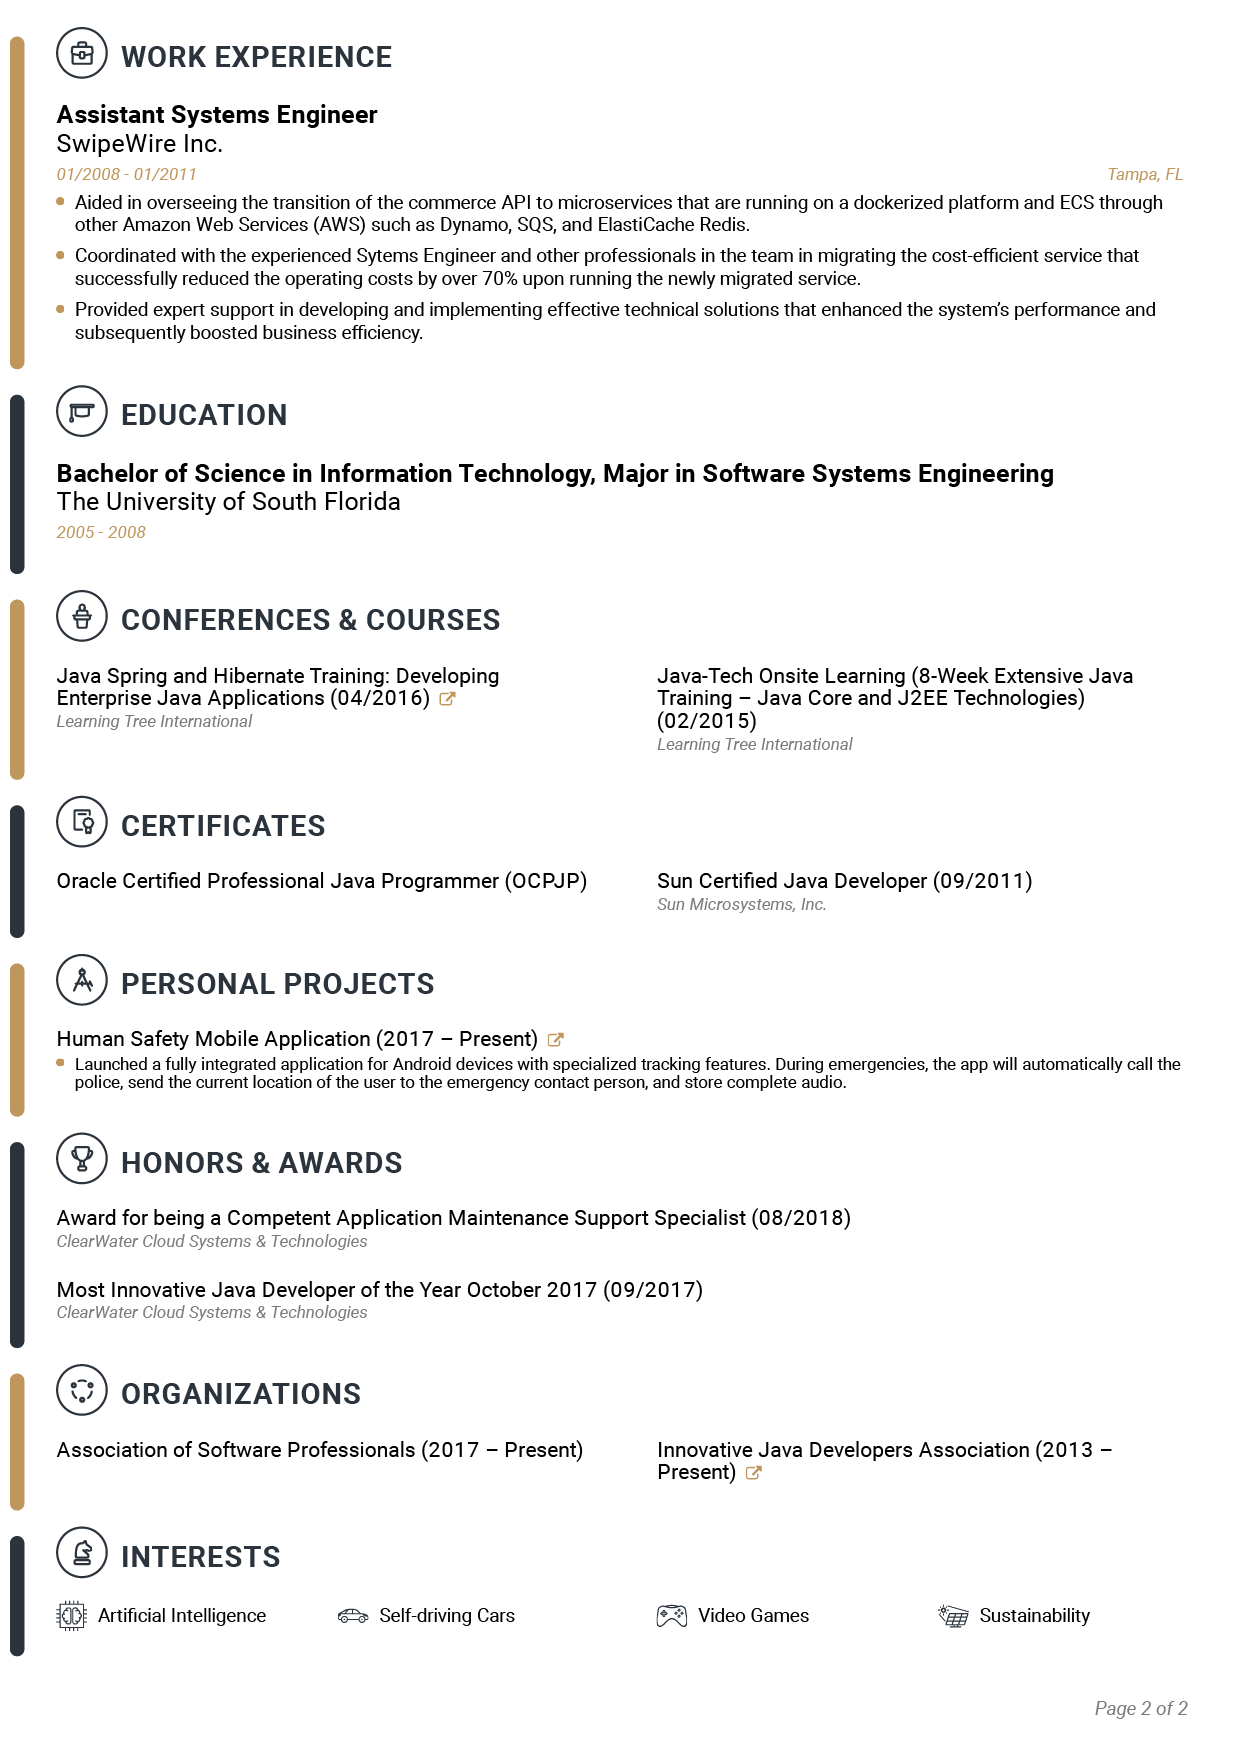 WORK EXPERIENCE
Assistant Systems Engineer
SwipeWire Inc.
01/2008 - 01/2011
Tampa, FL
Aided in overseeing the transition of the commerce API to microservices that are running on a dockerized platform and ECS through
other Amazon Web Services (AWS) such as Dynamo, SQS, and ElastiCache Redis.
Coordinated with the experienced Sytems Engineer and other professionals in the team in migrating the cost-efficient service that
successfully reduced the operating costs by over 70% upon running the newly migrated service.
Provided expert support in developing and implementing effective technical solutions that enhanced the system's performance and
subsequently boosted business efficiency.
EDUCATION
Bachelor of Science in Information Technology, Major in Software Systems Engineering
The University of South Florida
2005 - 2008
CONFERENCES & COURSES
Java Spring and Hibernate Training: Developing
Enterprise Java Applications (04/2016)
Learning Tree International
Java-Tech Onsite Learning (8-Week Extensive Java
Training – Java Core and J2EE Technologies)
(02/2015)
Learning Tree International
CERTIFICATES
Oracle Certified Professional Java Programmer (OCPJP)
Sun Certified Java Developer (09/2011)
Sun Microsystems, Inc.
PERSONAL PROJECTS
Human Safety Mobile Application (2017 – Present)
Launched a fully integrated application for Android devices with specialized tracking features. During emergencies, the app will automatically call the
police, send the current location of the user to the emergency contact person, and store complete audio.
HONORS & AWARDS
Award for being a Competent Application Maintenance Support Specialist (08/2018)
ClearWater Cloud Systems & Technologies
Most Innovative Java Developer of the Year October 2017 (09/2017)
ClearWater Cloud Systems & Technologies
ORGANIZATIONS
Association of Software Professionals (2017 – Present)
Innovative Java Developers Association (2013 –
Present)
INTERESTS
Artificial Intelligence
Self-driving Cars
Video Games
Sustainability
Page 2 of 2